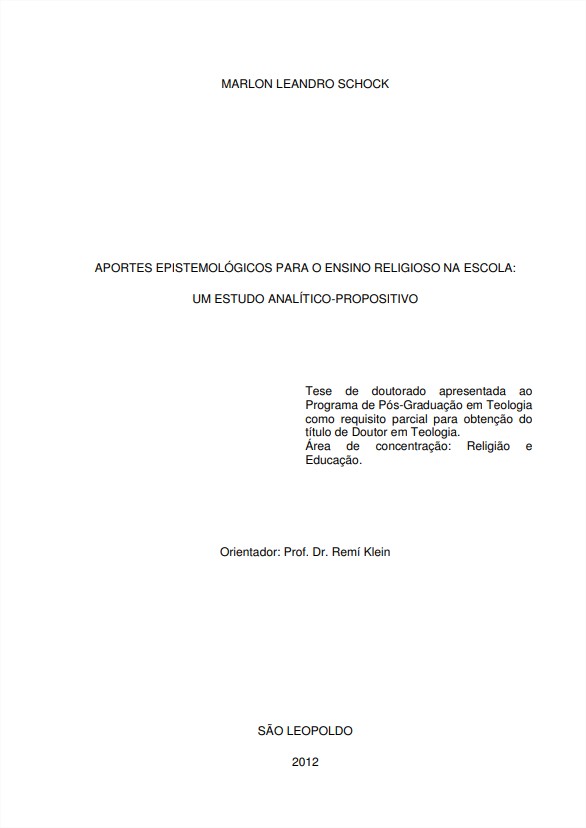 MARLON LEANDRO SCHOCK
APORTES EPISTEMOLÓGICOS PARA O ENSINO RELIGIOSO NA ESCOLA:
UM ESTUDO ANALÍTICO-PROPOSITIVO
Tese de doutorado apresentada ao
Programa de Pós-Graduação em Teologia
como requisito parcial para obtenção do
título de Doutor em Teologia.
Área de concentração: Religião e
Educação.
Orientador: Prof. Dr. Remí Klein
SÃO LEOPOLDO
2012